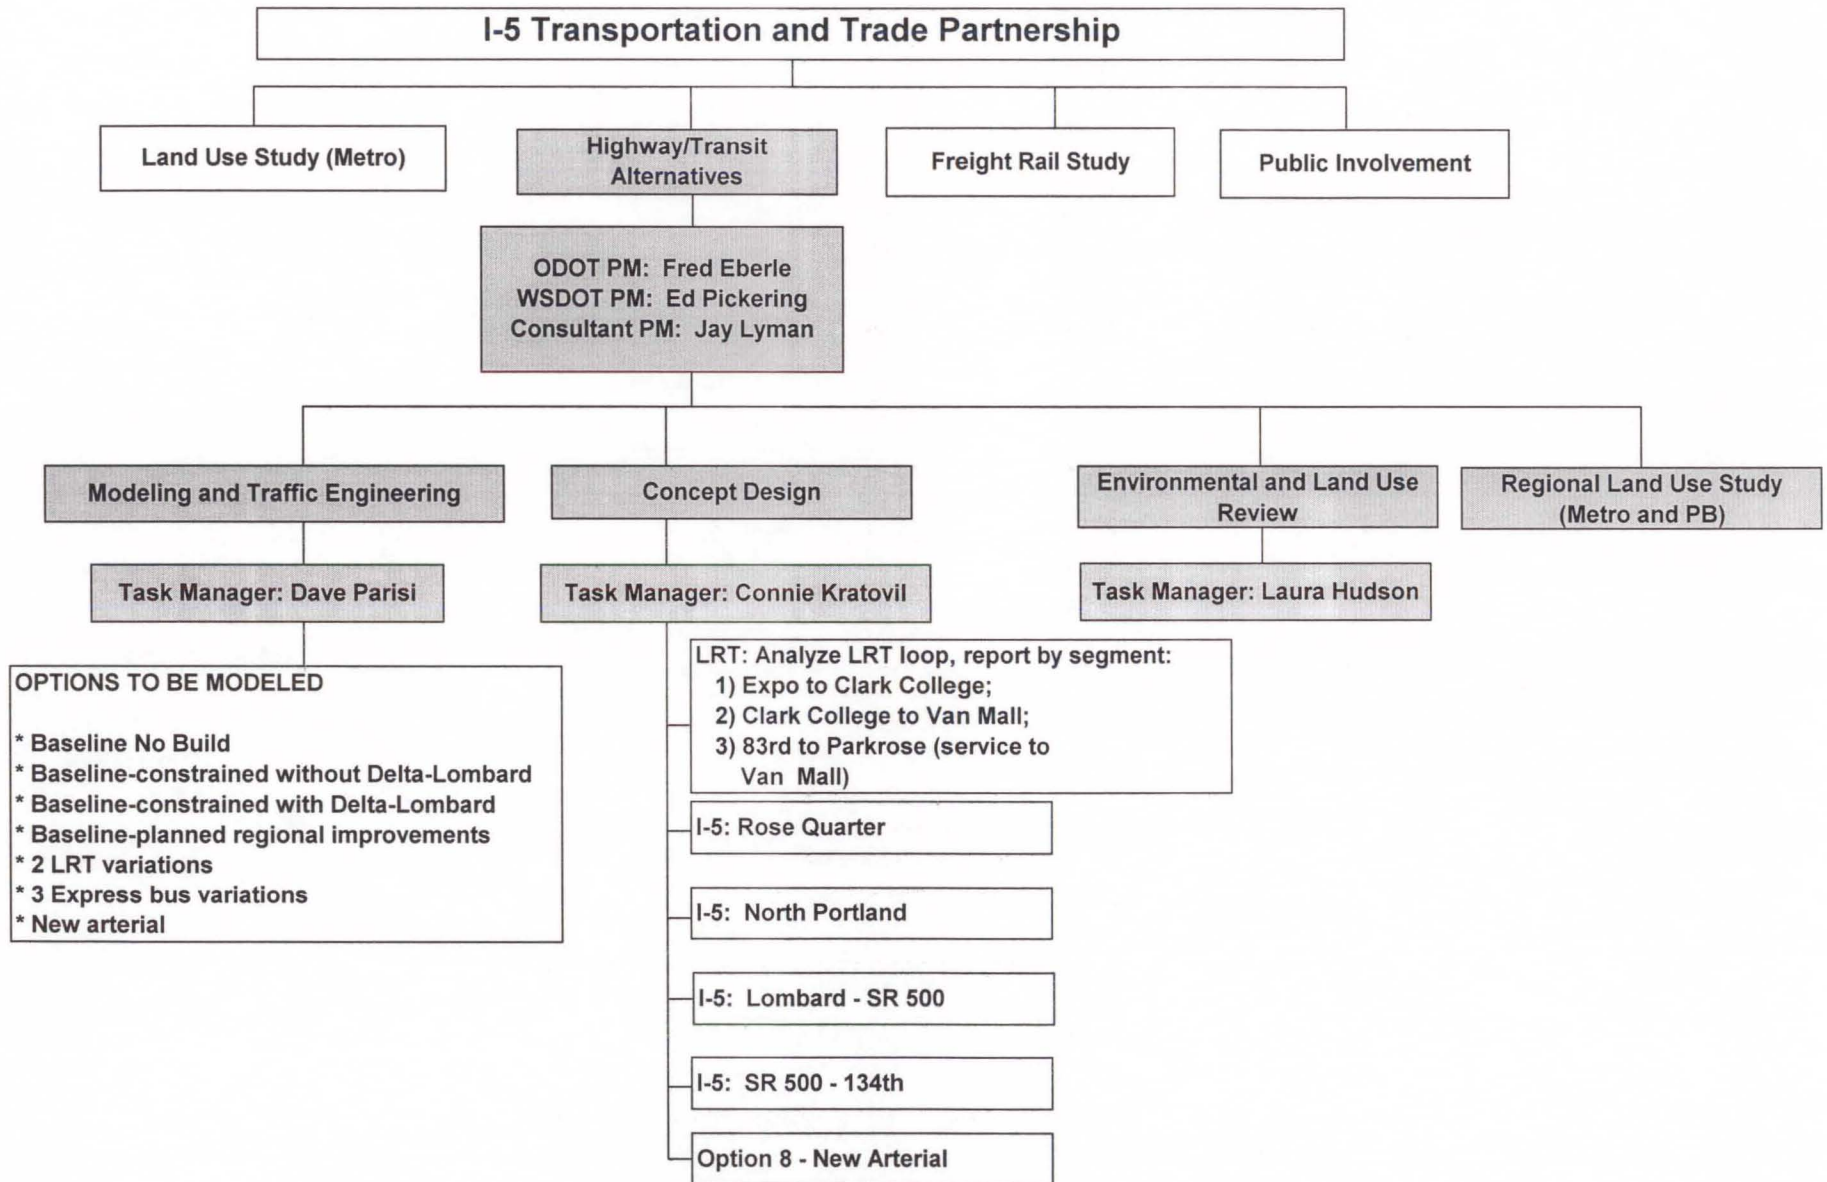 I-5 Transportation and Trade Partnership
Land Use Study (Metro)
Highway/Transit
Alternatives
Freight Rail Study
Public Involvement
ODOT PM: Fred Eberle
WSDOT PM: Ed Pickering
Consultant PM: Jay Lyman
Modeling and Traffic Engineering
Concept Design
Environmental and Land Use
Review
Regional Land Use Study
(Metro and PB)
Task Manager: Dave Parisi
Task Manager: Connie Kratovil
Task Manager: Laura Hudson
OPTIONS TO BE MODELED
* Baseline No Build
* Baseline-constrained without Delta-Lombard
* Baseline-constrained with Delta-Lombard
* Baseline-planned regional improvements
* 2 LRT variations
* 3 Express bus variations
* New arterial
LRT: Analyze LRT loop, report by segment:
1) Expo to Clark College;
2) Clark College to Van Mall;
3) 83rd to Parkrose (service to
Van Mall)
I-5: Rose Quarter
I-5: North Portland
I-5: Lombard - SR 500
I-5: SR 500 - 134th
Option 8 - New Arterial